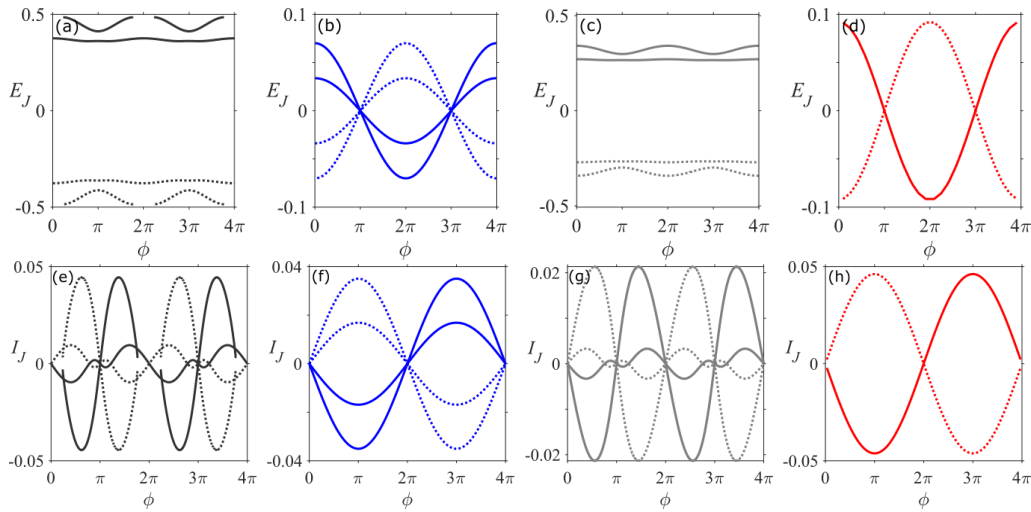 0.5 (a)
E_J
0
-0.5
0 π 2π 3π 4π
ϕ
0.1 (b)
E_J
0
-0.1
0 π 2π 3π 4π
ϕ
0.5 (c)
E_J
0
-0.5
0 π 2π 3π 4π
ϕ
0.1 (d)
E_J
0
-0.1
0 π 2π 3π 4π
ϕ
0.05 (e)
I_J
0
-0.05
0 π 2π 3π 4π
ϕ
0.04 (f)
I_J
0
-0.04
0 π 2π 3π 4π
ϕ
0.02 (g)
I_J
0
-0.02
0 π 2π 3π 4π
ϕ
0.05 (h)
I_J
0
-0.05
0 π 2π 3π 4π
ϕ